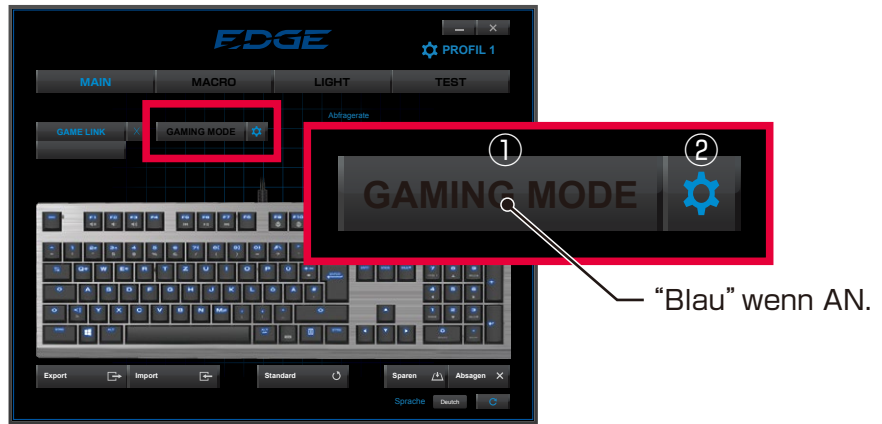 EDGE
PROFIL 1
MAIN MACRO LIGHT TEST
Abfragerate
GAME LINK X GAMING MODE
① ②
GAMING MODE
“Blau” wenn AN.
Export Import Standard Sparen Absagen
Sprache Deutch